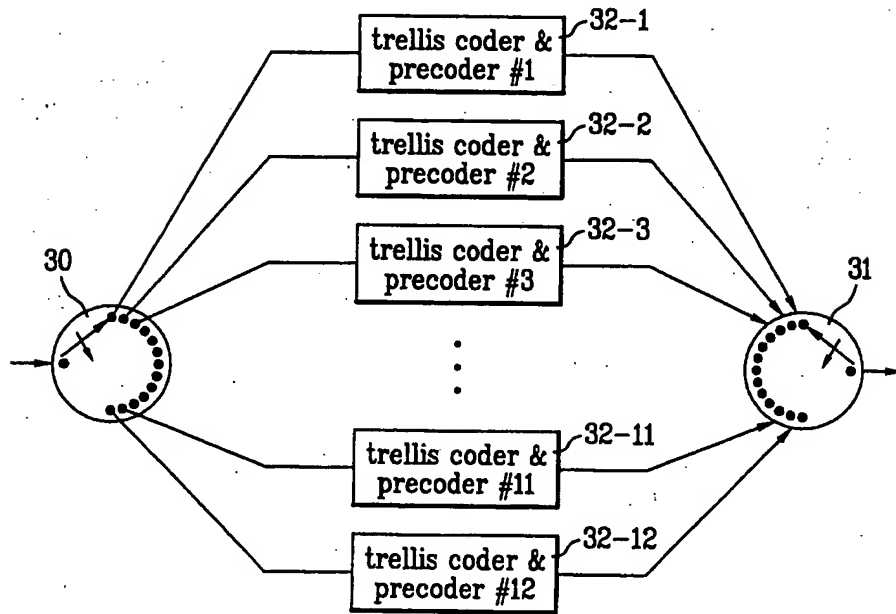 trellis coder &
precoder #1
32-1
trellis coder &
precoder #2
32-2
trellis coder &
precoder #3
32-3
30
31
trellis coder &
precoder #11
32-11
trellis coder &
precoder #12
32-12